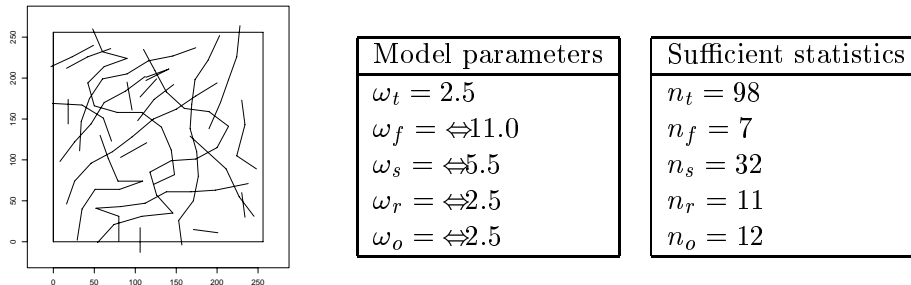 250
200
150
100
50
0
0 50 100 150 200 250
Model parameters
ω_t = 2.5
ω_f = ⇔11.0
ω_s = ⇔5.5
ω_r = ⇔2.5
ω_o = ⇔2.5
Sufficient statistics
n_t = 98
n_f = 7
n_s = 32
n_r = 11
n_o = 12